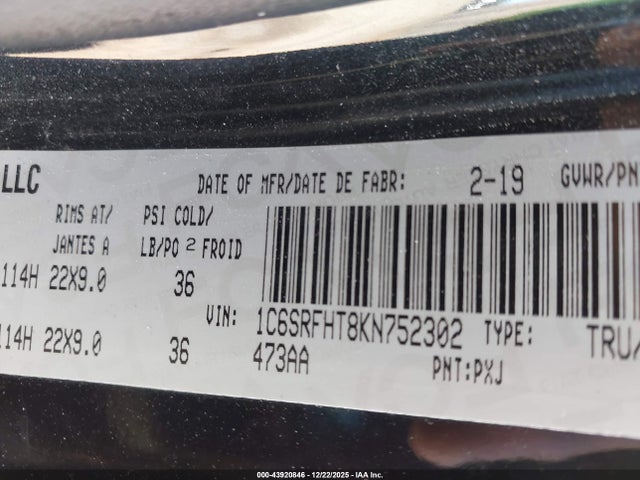 LLC DATE OF MFR/DATE DE FABR: 2-19 GVWR/PN
RIMS AT/ PSI COLD/
JANTES A LB/PO 2 FROID
114H 22X9.0 36
VIN: 1C6SRFHT8KN752302 TYPE: TRU
114H 22X9.0 36 473AA PNT:PXJ
000-43920846 - 12/22/2025 - IAA Inc.